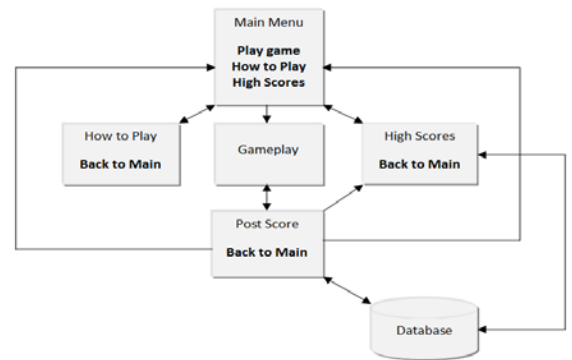 Main Menu
Play game
How to Play
High Scores
How to Play
Back to Main
Gameplay
High Scores
Back to Main
Post Score
Back to Main
Database